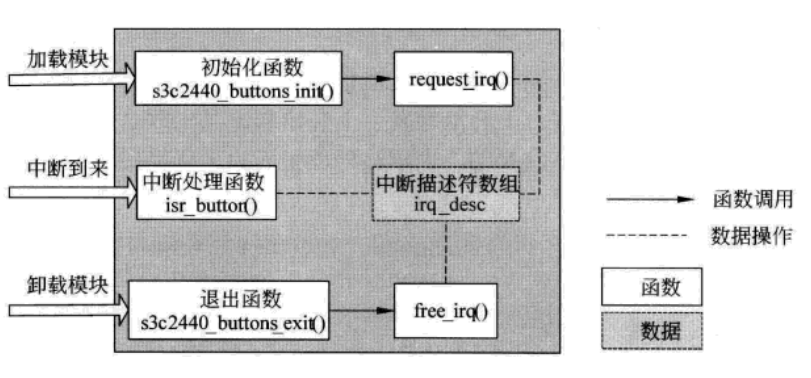 加载模块
初始化函数
s3c2440_buttons_init()
request_irq()
中断到来
中断处理函数
isr_button()
中断描述符数组
irq_desc
卸载模块
退出函数
s3c2440_buttons_exit()
free_irq()
函数调用
数据操作
函数
数据